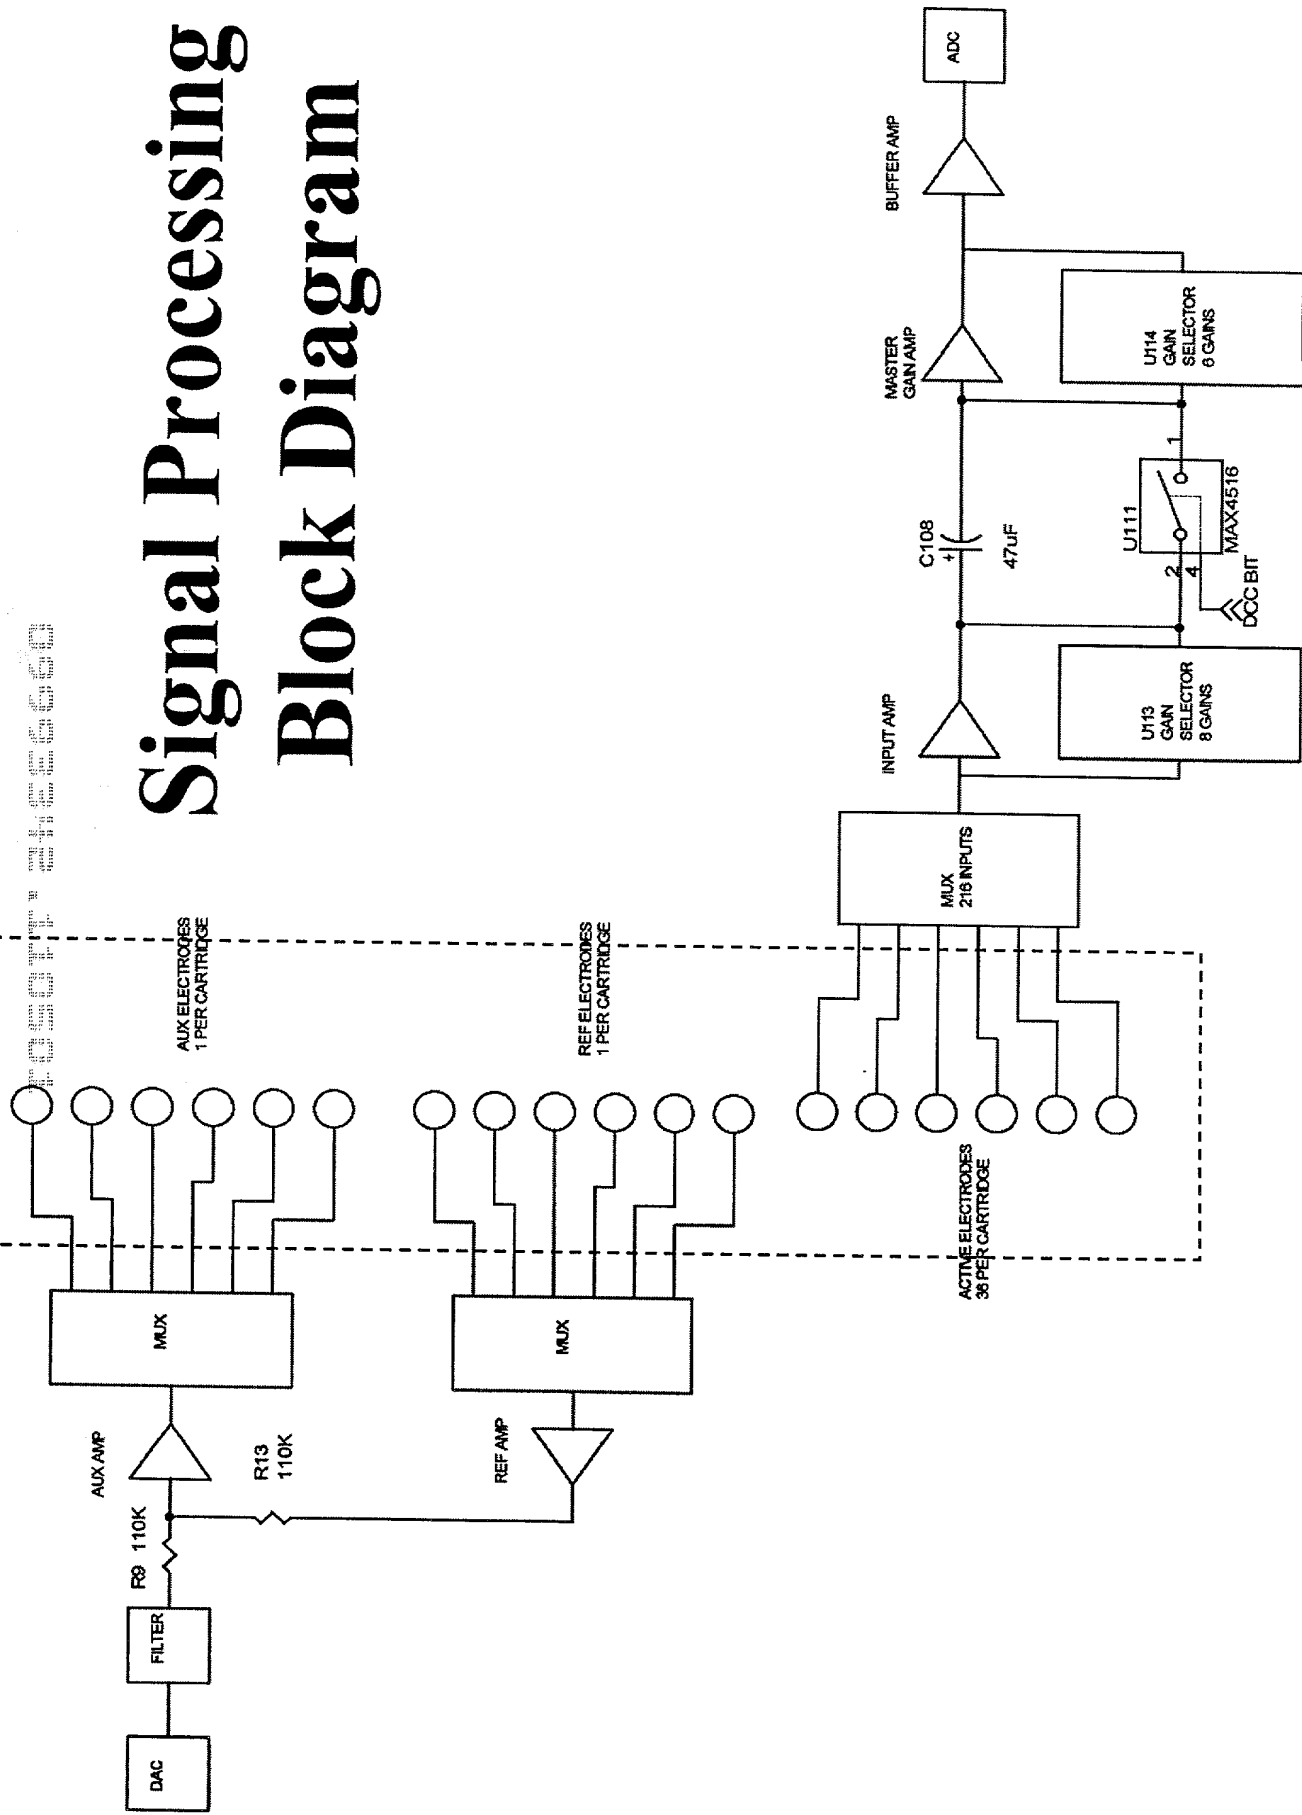 Signal Processing
Block Diagram
DAC
FILTER
R9 110K
AUX AMP
R13
110K
MUX
AUX ELECTRODES
1 PER CARTRIDGE
REF AMP
MUX
REF ELECTRODES
1 PER CARTRIDGE
ACTIVE ELECTRODES
36 PER CARTRIDGE
MUX
216 INPUTS
INPUT AMP
U113
GAIN
SELECTOR
8 GAINS
C108
+
47uF
U111
2
4
1
MAX4516
DCC BIT
MASTER
GAIN AMP
U114
GAIN
SELECTOR
6 GAINS
BUFFER AMP
ADC